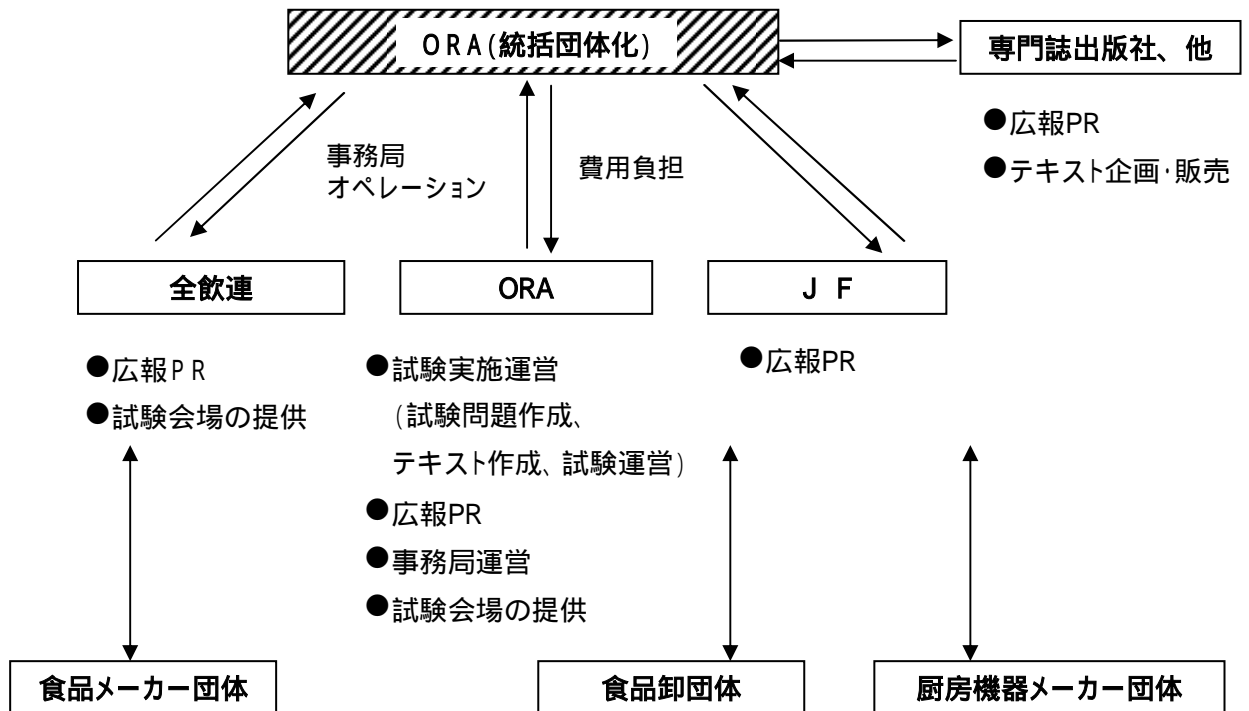 ORA(統括団体化)
専門誌出版社、他
●広報PR
●テキスト企画・販売
事務局
オペレーション
費用負担
全飲連
ORA
J F
●広報PR
●試験会場の提供
●試験実施運営
(試験問題作成、
テキスト作成、試験運営)
●広報PR
●事務局運営
●試験会場の提供
●広報PR
食品メーカー団体
食品卸団体
厨房機器メーカー団体